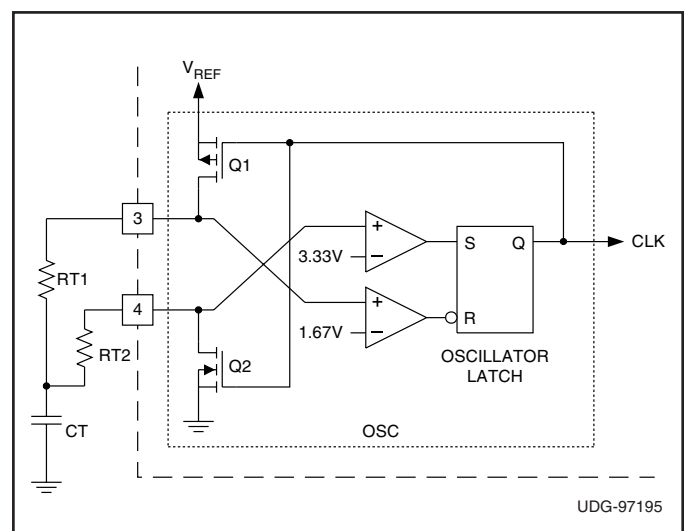 VREF
Q1
3
3.33V
+
−
S
Q
CLK
RT1
4
1.67V
+
−
R
RT2
Q2
OSCILLATOR
LATCH
CT
OSC
UDG-97195